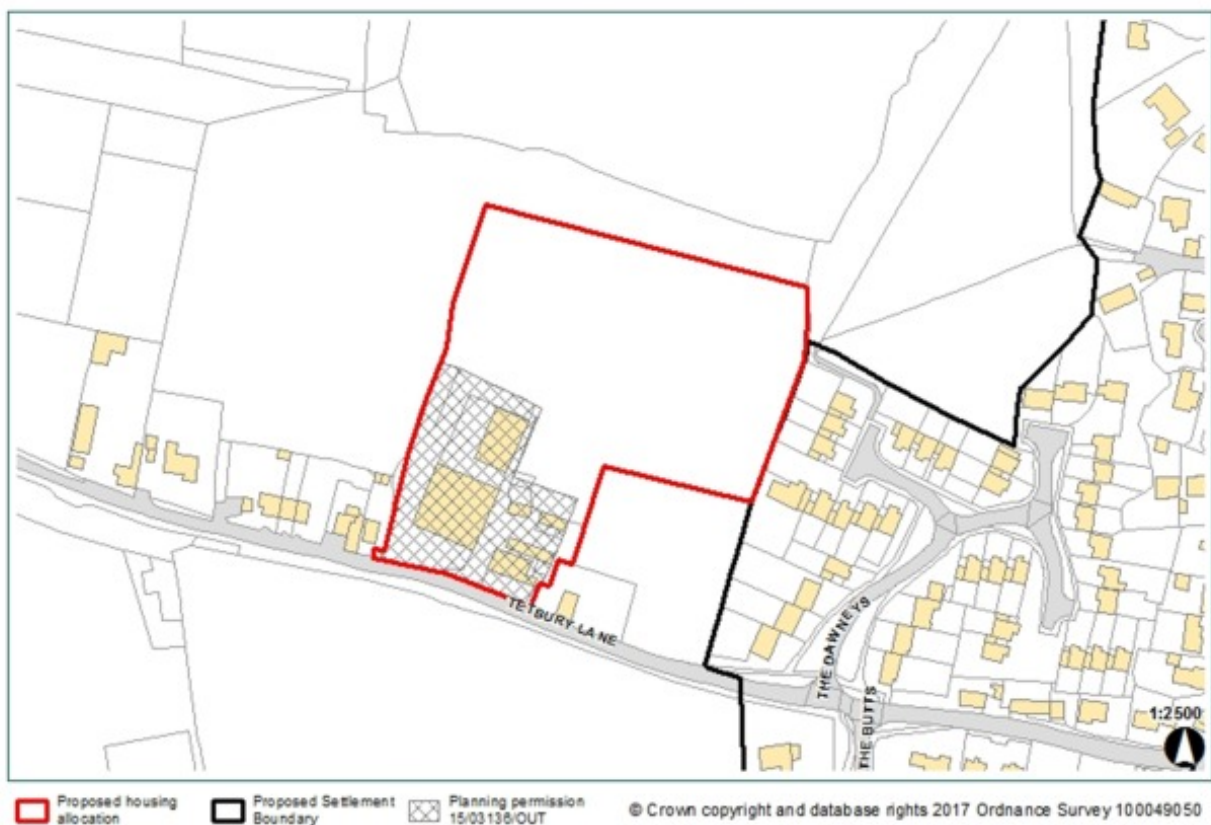 TETBURY LANE
THE DAWNEYS
THE BUTTS
1:2500
Proposed housing
allocation
Proposed Settlement
Boundary
Planning permission
15/03136/OUT
© Crown copyright and database rights 2017 Ordnance Survey 100049050